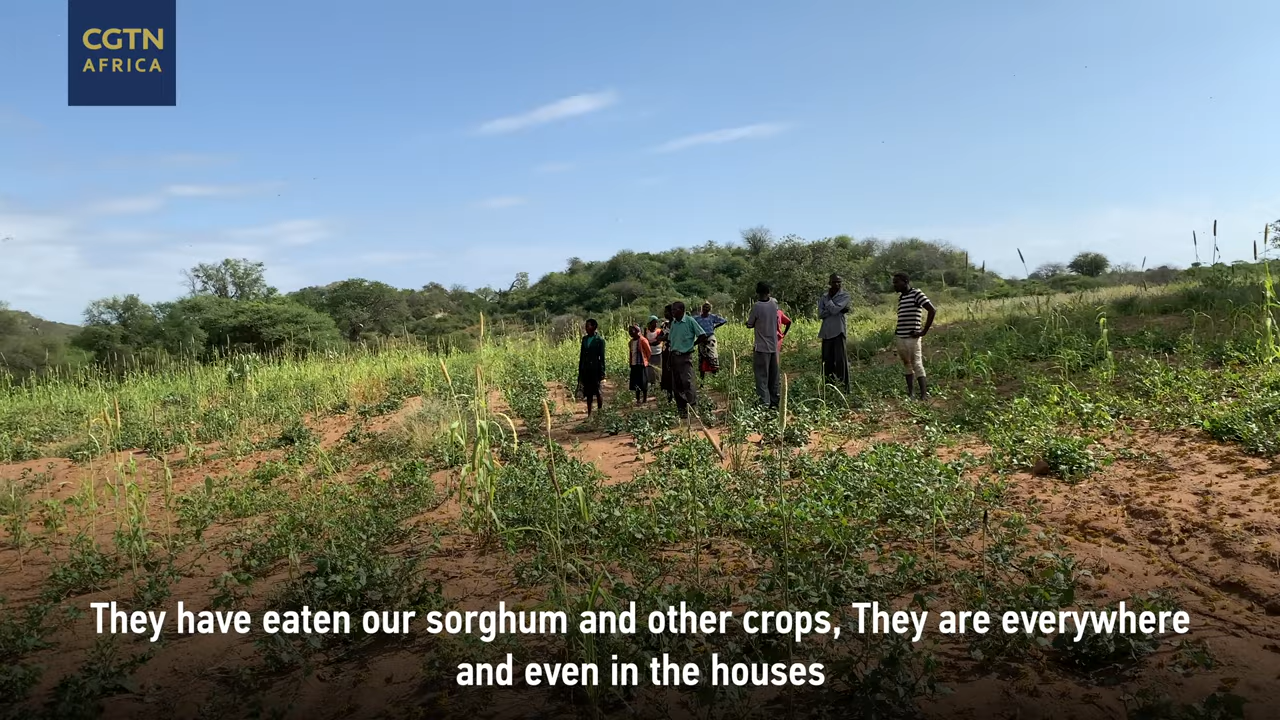 CGTN
AFRICA
They have eaten our sorghum and other crops, They are everywhere
and even in the houses